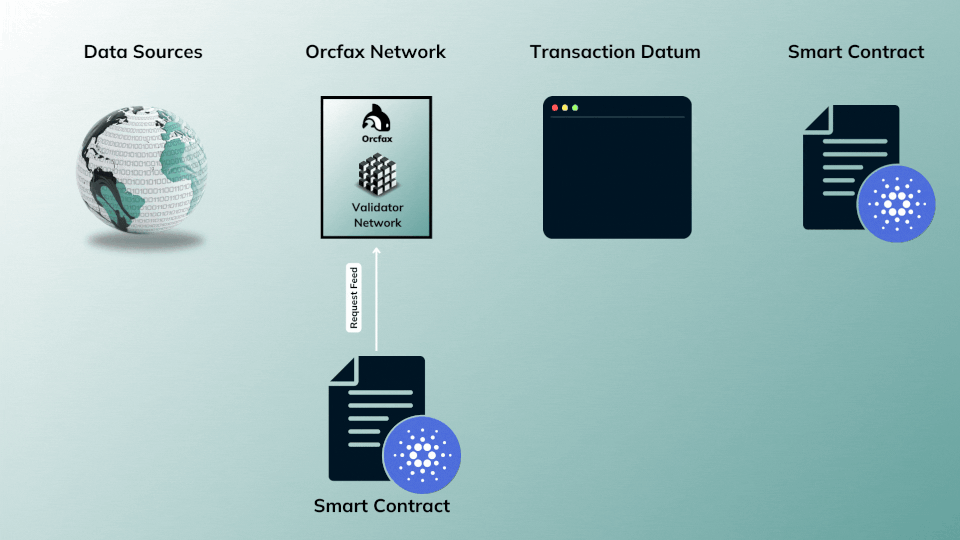 Data Sources
Orcfax Network
Transaction Datum
Smart Contract
Orcfax
Validator
Network
Request Feed
Smart Contract